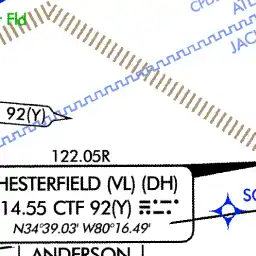 Fld
92(Y)
122.05R
HESTERFIELD (VL) (DH)
14.55 CTF 92(Y)
N34°39.03' W80°16.49'
ANDERSON